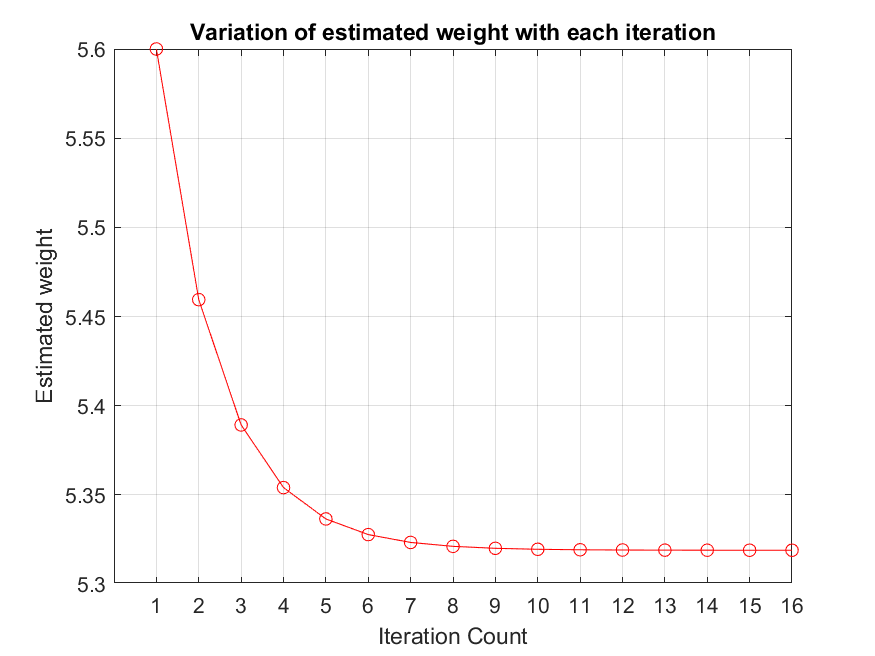 Variation of estimated weight with each iteration
5.6
5.55
5.5
5.45
5.4
5.35
5.3
Estimated weight
1 2 3 4 5 6 7 8 9 10 11 12 13 14 15 16
Iteration Count